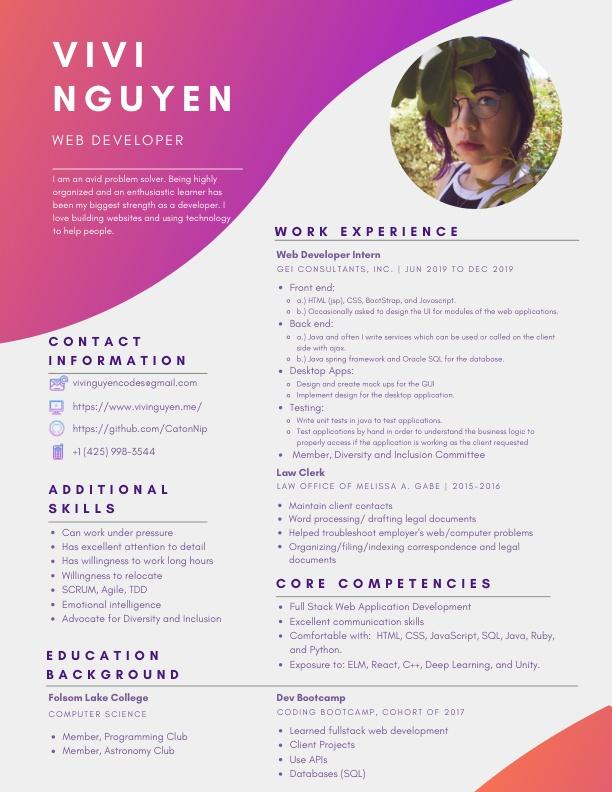 VIVI
NGUYEN
WEB DEVELOPER
I am an avid problem solver. Being highly
organized and an enthusiastic learner has
been my biggest strength as a developer. I
love building websites and using technology
to help people.
CONTACT
INFORMATION
vivinguyencodes@gmail.com
https://www.vivinguyen.me/
https://github.com/CatonNip
+1 (425) 998-3544
ADDITIONAL
SKILLS
• Can work under pressure
• Has excellent attention to detail
• Has willingness to work long hours
• Willingness to relocate
• SCRUM, Agile, TDD
• Emotional intelligence
• Advocate for Diversity and Inclusion
WORK EXPERIENCE
Web Developer Intern
GEI CONSULTANTS, INC. | JUN 2019 TO DEC 2019
• Front end:
◦ a.) HTML (jsp), CSS, BootStrap, and Javascript.
◦ b.) Occasionally asked to design the UI for modules of the web applications.
• Back end:
◦ a.) Java and often I write services which can be used or called on the client
side with ajax.
◦ b.) Java spring framework and Oracle SQL for the database.
• Desktop Apps:
◦ Design and create mock ups for the GUI
◦ Implement design for the desktop application.
• Testing:
◦ Write unit tests in java to test applications.
◦ Test applications by hand in order to understand the business logic to
properly access if the application is working as the client requested
• Member, Diversity and Inclusion Committee
Law Clerk
LAW OFFICE OF MELISSA A. GABE | 2015-2016
• Maintain client contacts
• Word processing/ drafting legal documents
• Helped troubleshoot employer's web/computer problems
• Organizing/filing/indexing correspondence and legal
documents
CORE COMPETENCIES
• Full Stack Web Application Development
• Excellent communication skills
• Comfortable with: HTML, CSS, JavaScript, SQL, Java, Ruby,
and Python.
• Exposure to: ELM, React, C++, Deep Learning, and Unity.
EDUCATION
BACKGROUND
Folsom Lake College
COMPUTER SCIENCE
• Member, Programming Club
• Member, Astronomy Club
Dev Bootcamp
CODING BOOTCAMP, COHORT OF 2017
• Learned fullstack web development
• Client Projects
• Use APIs
• Databases (SQL)